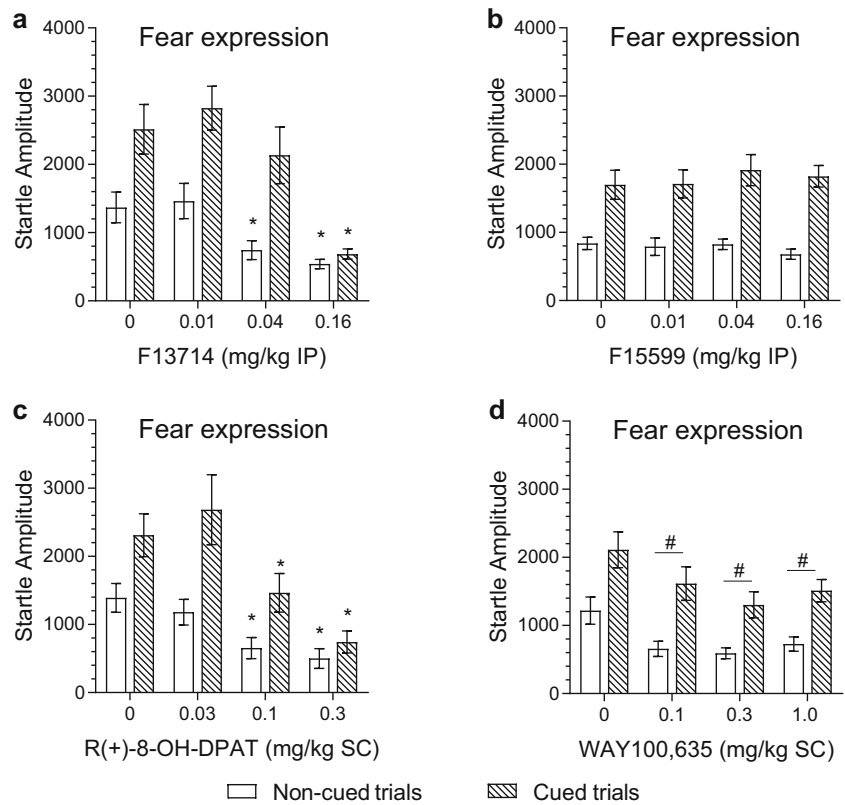 a
Fear expression
Startle Amplitude
4000
3000
2000
1000
0
*
*
*
0
0.01
0.04
0.16
F13714 (mg/kg IP)
b
Fear expression
Startle Amplitude
4000
3000
2000
1000
0
0
0.01
0.04
0.16
F15599 (mg/kg IP)
c
Fear expression
Startle Amplitude
4000
3000
2000
1000
0
*
*
*
*
0
0.03
0.1
0.3
R(+)-8-OH-DPAT (mg/kg SC)
d
Fear expression
Startle Amplitude
4000
3000
2000
1000
0
#
#
#
0
0.1
0.3
1.0
WAY100,635 (mg/kg SC)
Non-cued trials
Cued trials